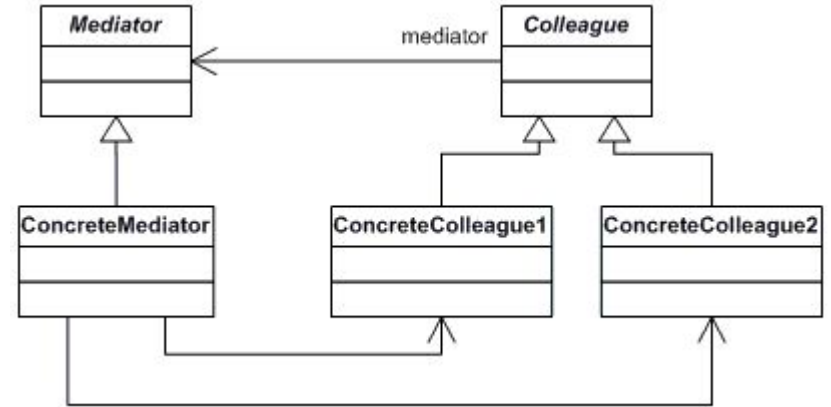 Mediator
mediator
Colleague
ConcreteMediator
ConcreteColleague1
ConcreteColleague2